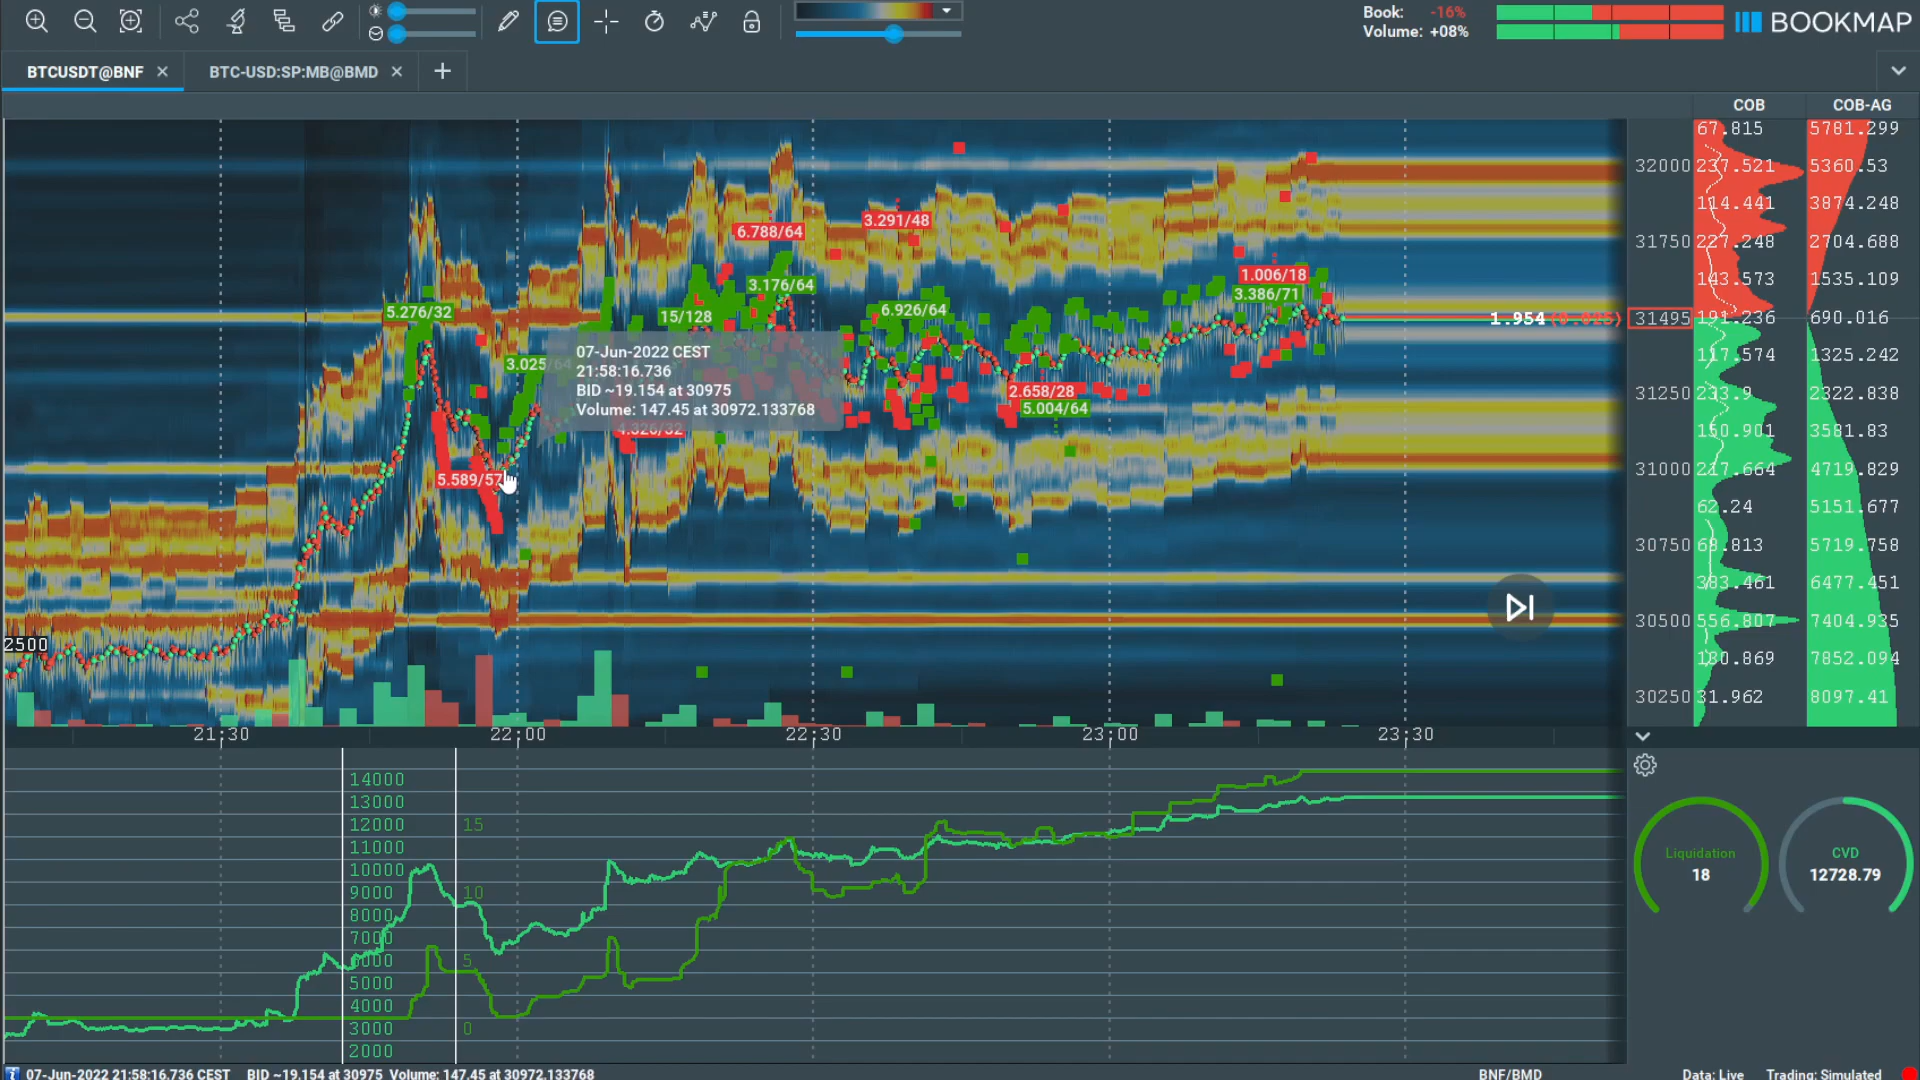 Book: -16%
Volume: +08%
BOOKMAP
BTCUSDT@BNF
BTC-USD:SP:MB@BMD
COB COB-AG
67.815 5781.299
32000 237.521 5360.53
114.441 3874.248
31750 227.248 2704.688
143.573 1535.109
31495 191.236 690.016
117.574 1325.242
31250 233.9 2322.838
150.901 3581.83
31000 217.664 4719.829
62.24 5151.677
30750 68.813 5719.758
383.461 6477.451
30500 556.807 7404.935
130.869 7852.094
30250 31.962 8097.41
3.291/48
6.788/64
1.006/18
3.176/64
3.386/71
5.276/32
6.926/64
15/128
1.954 (0.015)
07-Jun-2022 CEST
21:58:16.736
BID ~19.154 at 30975
Volume: 147.45 at 30972.133768
3.025/64
2.658/28
5.004/64
4.326/32
5.589/57
2500
21:30 22:00 22:30 23:00 23:30
14000
13000
12000 15
11000
10000
9000 10
8000
7000
6000 5
5000
4000
3000 0
2000
Liquidation
18
CVD
12728.79
07-Jun-2022 21:58:16.736 CEST BID ~19.154 at 30975 Volume: 147.45 at 30972.133768
BNF/BMD
Data: Live Trading: Simulated